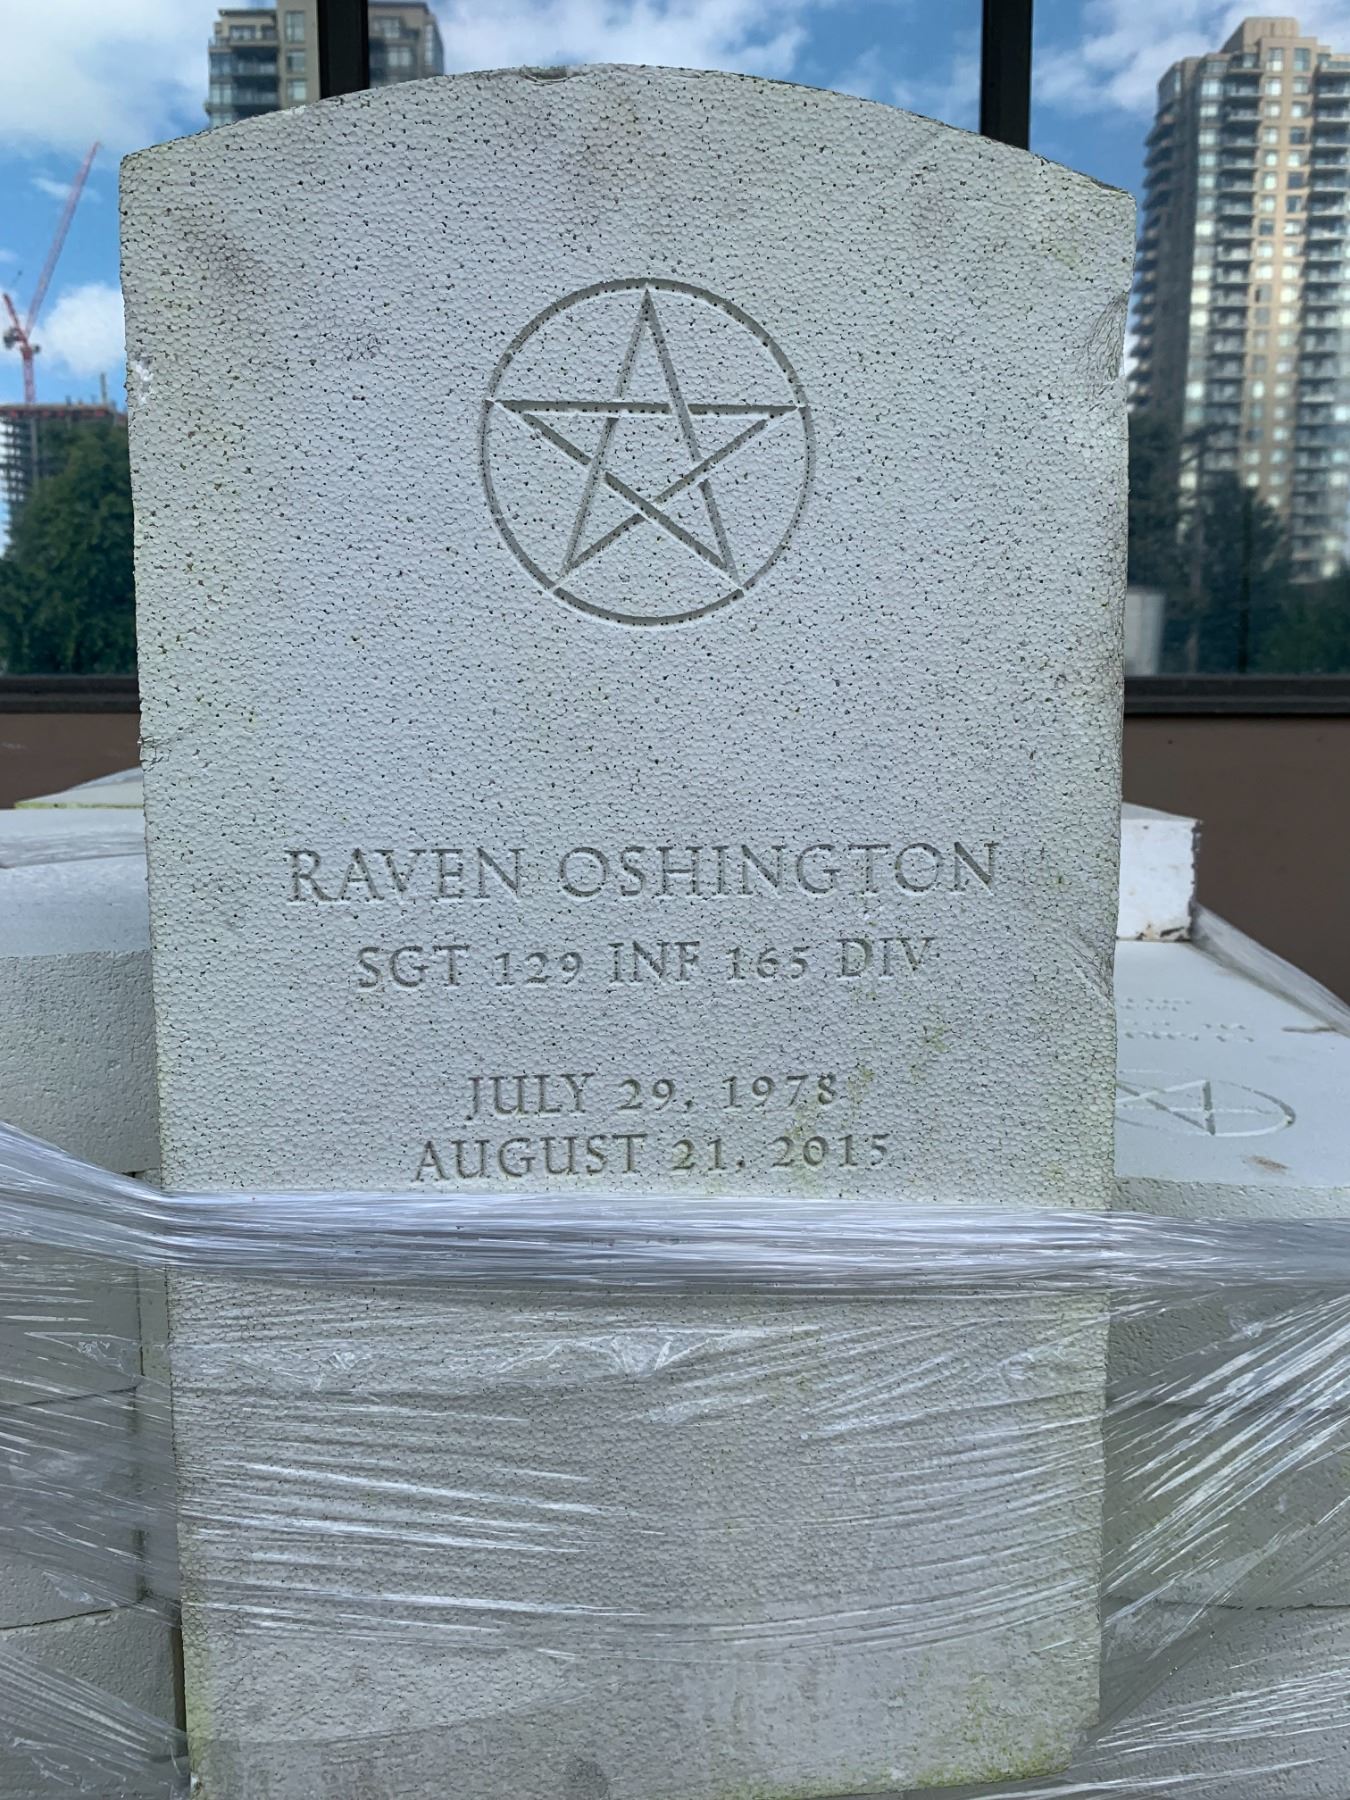 RAVEN OSHINGTON
SGT 129 INF 165 DIV
JULY 29, 1978
AUGUST 21, 2015